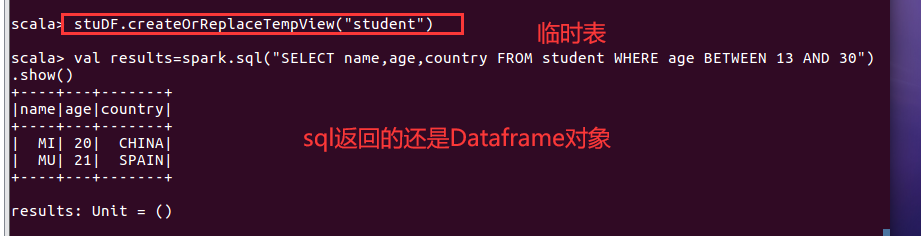 scala> stuDF.createOrReplaceTempView("student")
临时表
scala> val results=spark.sql("SELECT name,age,country FROM student WHERE age BETWEEN 13 AND 30")
.show()
+----+---+-------+
|name|age|country|
+----+---+-------+
|  MI| 20|  CHINA|
|  MU| 21|  SPAIN|
+----+---+-------+
sql返回的还是Dataframe对象
results: Unit = ()